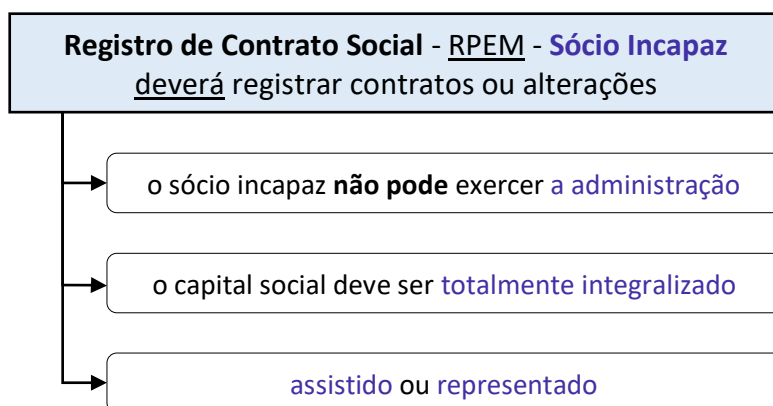 Registro de Contrato Social - RPEM - Sócio Incapaz
deverá registrar contratos ou alterações
o sócio incapaz não pode exercer a administração
o capital social deve ser totalmente integralizado
assistido ou representado